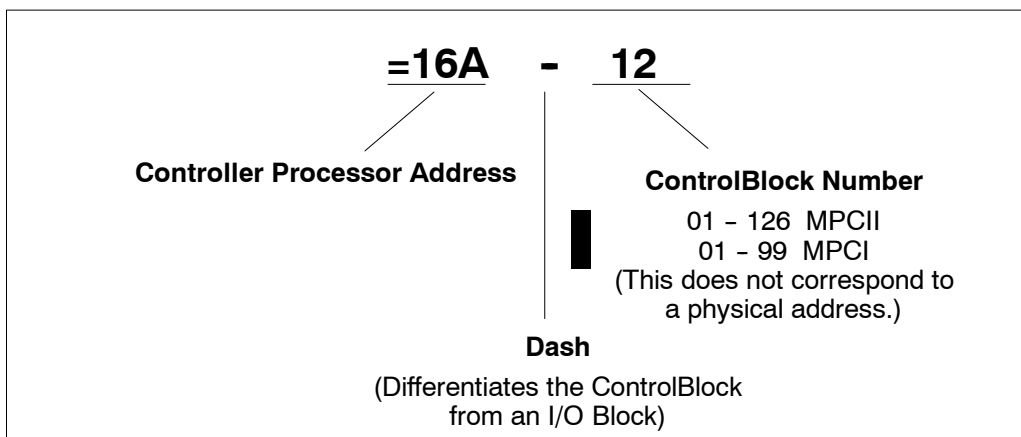 =16A - 12
Controller Processor Address
ControlBlock Number
01 - 126 MPCII
01 - 99 MPCI
(This does not correspond to
a physical address.)
Dash
(Differentiates the ControlBlock
from an I/O Block)